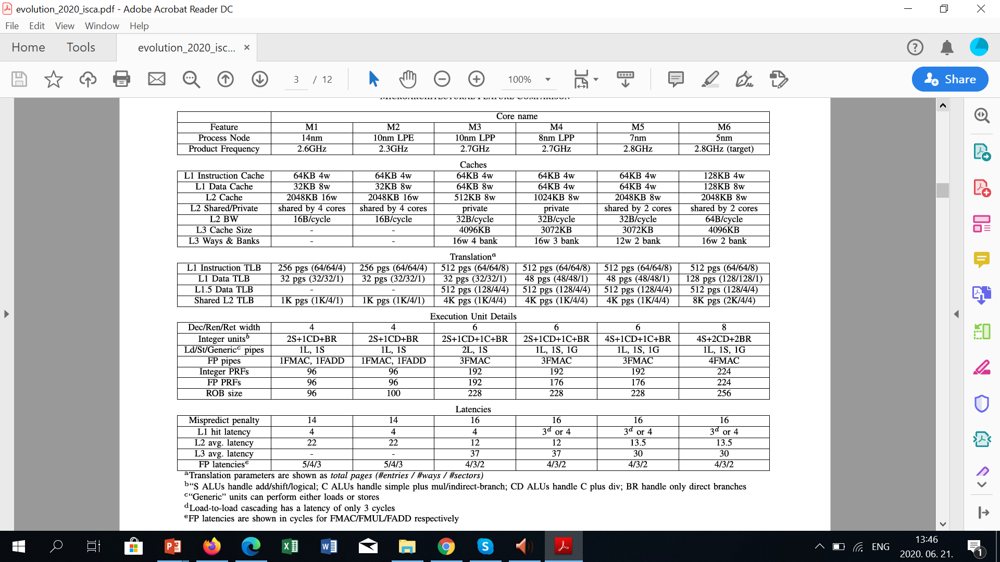 evolution_2020_isca.pdf - Adobe Acrobat Reader DC
File Edit View Window Help
Home Tools evolution_2020_isc... ×
3 / 12 100% Share
MICROARCHITECTURAL FEATURE COMPARISON
Core name
Feature M1 M2 M3 M4 M5 M6
Process Node 14nm 10nm LPE 10nm LPP 8nm LPP 7nm 5nm
Product Frequency 2.6GHz 2.3GHz 2.7GHz 2.7GHz 2.8GHz 2.8GHz (target)
Caches
L1 Instruction Cache 64KB 4w 64KB 4w 64KB 4w 64KB 4w 64KB 4w 128KB 4w
L1 Data Cache 32KB 8w 32KB 8w 64KB 8w 64KB 4w 64KB 4w 128KB 8w
L2 Cache 2048KB 16w 2048KB 16w 512KB 8w 1024KB 8w 2048KB 8w 2048KB 8w
L2 Shared/Private shared by 4 cores shared by 4 cores private private shared by 2 cores shared by 2 cores
L2 BW 16B/cycle 16B/cycle 32B/cycle 32B/cycle 32B/cycle 64B/cycle
L3 Cache Size - - 4096KB 3072KB 3072KB 4096KB
L3 Ways & Banks - - 16w 4 bank 16w 3 bank 12w 2 bank 16w 2 bank
Translationᵃ
L1 Instruction TLB 256 pgs (64/64/4) 256 pgs (64/64/4) 512 pgs (64/64/8) 512 pgs (64/64/8) 512 pgs (64/64/8) 512 pgs (64/64/8)
L1 Data TLB 32 pgs (32/32/1) 32 pgs (32/32/1) 32 pgs (32/32/1) 48 pgs (48/48/1) 48 pgs (48/48/1) 128 pgs (128/128/1)
L1.5 Data TLB - - 512 pgs (128/4/4) 512 pgs (128/4/4) 512 pgs (128/4/4) 512 pgs (128/4/4)
Shared L2 TLB 1K pgs (1K/4/1) 1K pgs (1K/4/1) 4K pgs (1K/4/4) 4K pgs (1K/4/4) 4K pgs (1K/4/4) 8K pgs (2K/4/4)
Execution Unit Details
Dec/Ren/Ret width 4 4 6 6 6 8
Integer unitsᵇ 2S+1CD+BR 2S+1CD+BR 2S+1CD+1C+BR 2S+1CD+1C+BR 4S+1CD+1C+BR 4S+2CD+2BR
Ld/St/Genericᶜ pipes 1L, 1S 1L, 1S 2L, 1S 1L, 1S, 1G 1L, 1S, 1G 1L, 1S, 1G
FP pipes 1FMAC, 1FADD 1FMAC, 1FADD 3FMAC 3FMAC 3FMAC 4FMAC
Integer PRFs 96 96 192 192 192 224
FP PRFs 96 96 192 176 176 224
ROB size 96 100 228 228 228 256
Latencies
Mispredict penalty 14 14 16 16 16 16
L1 hit latency 4 4 4 3ᵈ or 4 3ᵈ or 4 3ᵈ or 4
L2 avg. latency 22 22 12 12 13.5 13.5
L3 avg. latency - - 37 37 30 30
FP latenciesᵉ 5/4/3 5/4/3 4/3/2 4/3/2 4/3/2 4/3/2
ᵃTranslation parameters are shown as total pages (#entries / #ways / #sectors)
ᵇ“S ALUs handle add/shift/logical; C ALUs handle simple plus mul/indirect-branch; CD ALUs handle C plus div; BR handle only direct branches
ᶜ“Generic” units can perform either loads or stores
ᵈLoad-to-load cascading has a latency of only 3 cycles
ᵉFP latencies are shown in cycles for FMAC/FMUL/FADD respectively
ENG
13:46
2020. 06. 21.
1